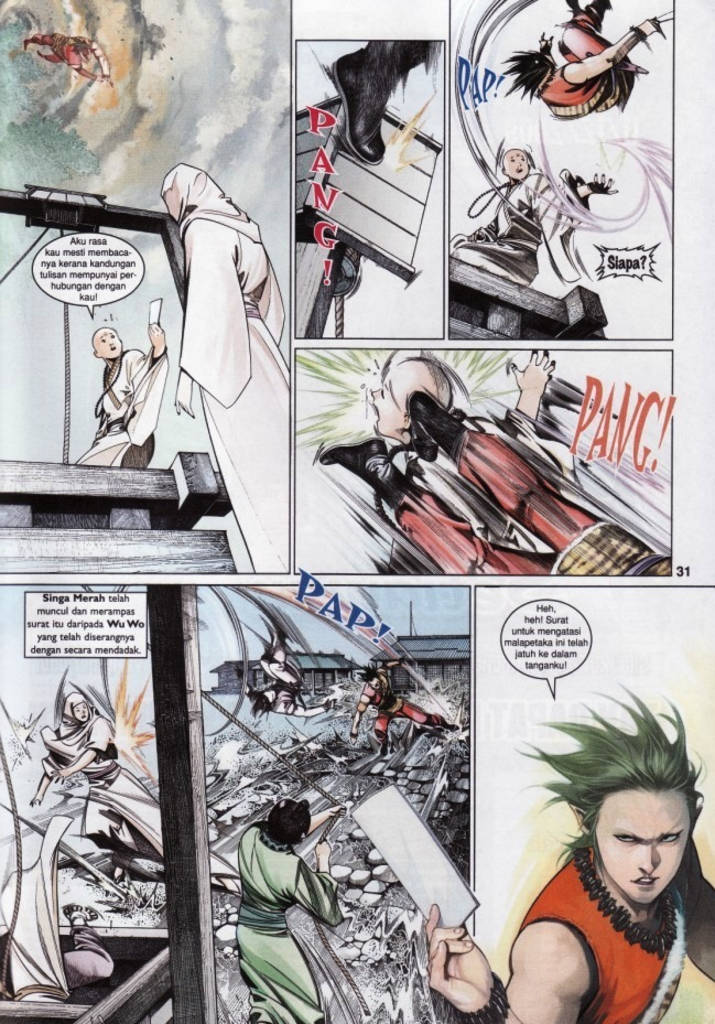 Aku rasa
kau mesti membaca-
nya kerana kandungan
tulisan mempunyai per-
hubungan dengan
kau!
PANG!
PAP!
Siapa?
PANG!
31
Singa Merah telah
muncul dan merampas
surat itu daripada Wu Wo
yang telah diserangnya
dengan secara mendadak.
PAP!
Heh,
heh! Surat
untuk mengatasi
malapetaka ini telah
jatuh ke dalam
tanganku!